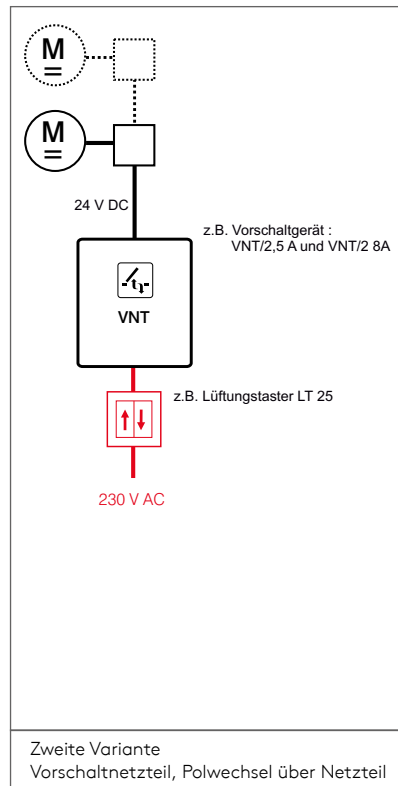 M
=
M
=
24 V DC
z.B. Vorschaltgerät :
VNT/2,5 A und VNT/2 8A
t
VNT
z.B. Lüftungstaster LT 25
230 V AC
Zweite Variante
Vorschaltnetzteil, Polwechsel über Netzteil